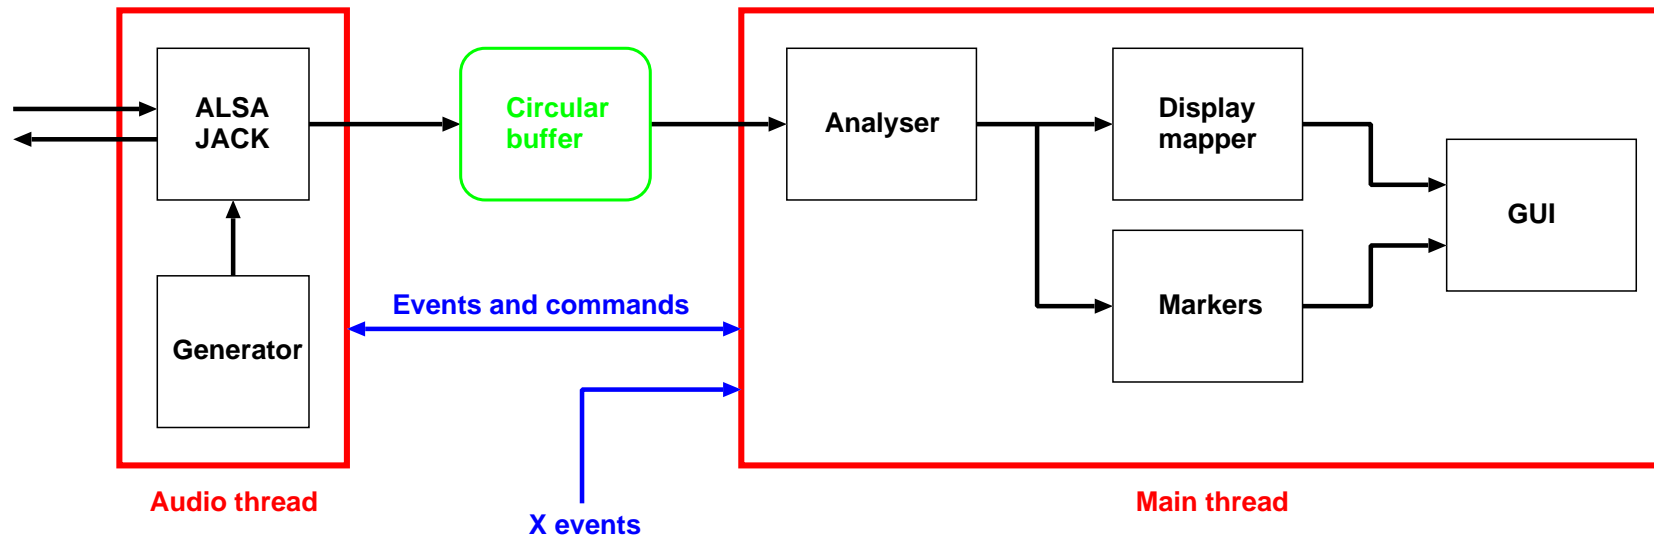 ALSA
JACK
Generator
Audio thread
Circular
buffer
Events and commands
X events
Analyser
Display
mapper
Markers
GUI
Main thread